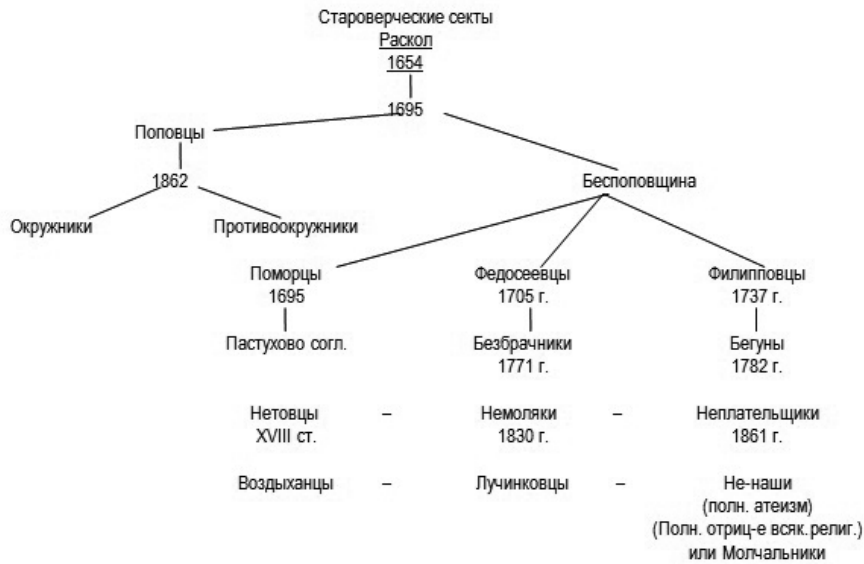 Староверческие секты
Раскол
1654
1695
Поповцы
1862
Беспоповщина
Окружники Противоокружники
Поморцы Федосеевцы Филипповцы
1695 1705 г. 1737 г.
Пастухово согл. Безбрачники Бегуны
1771 г. 1782 г.
Нетовцы – Немоляки – Неплательщики
XVIII ст. 1830 г. 1861 г.
Воздыханцы – Лучинковцы – Не-наши
(полн. атеизм)
(Полн. отриц-е всяк.религ.)
или Молчальники